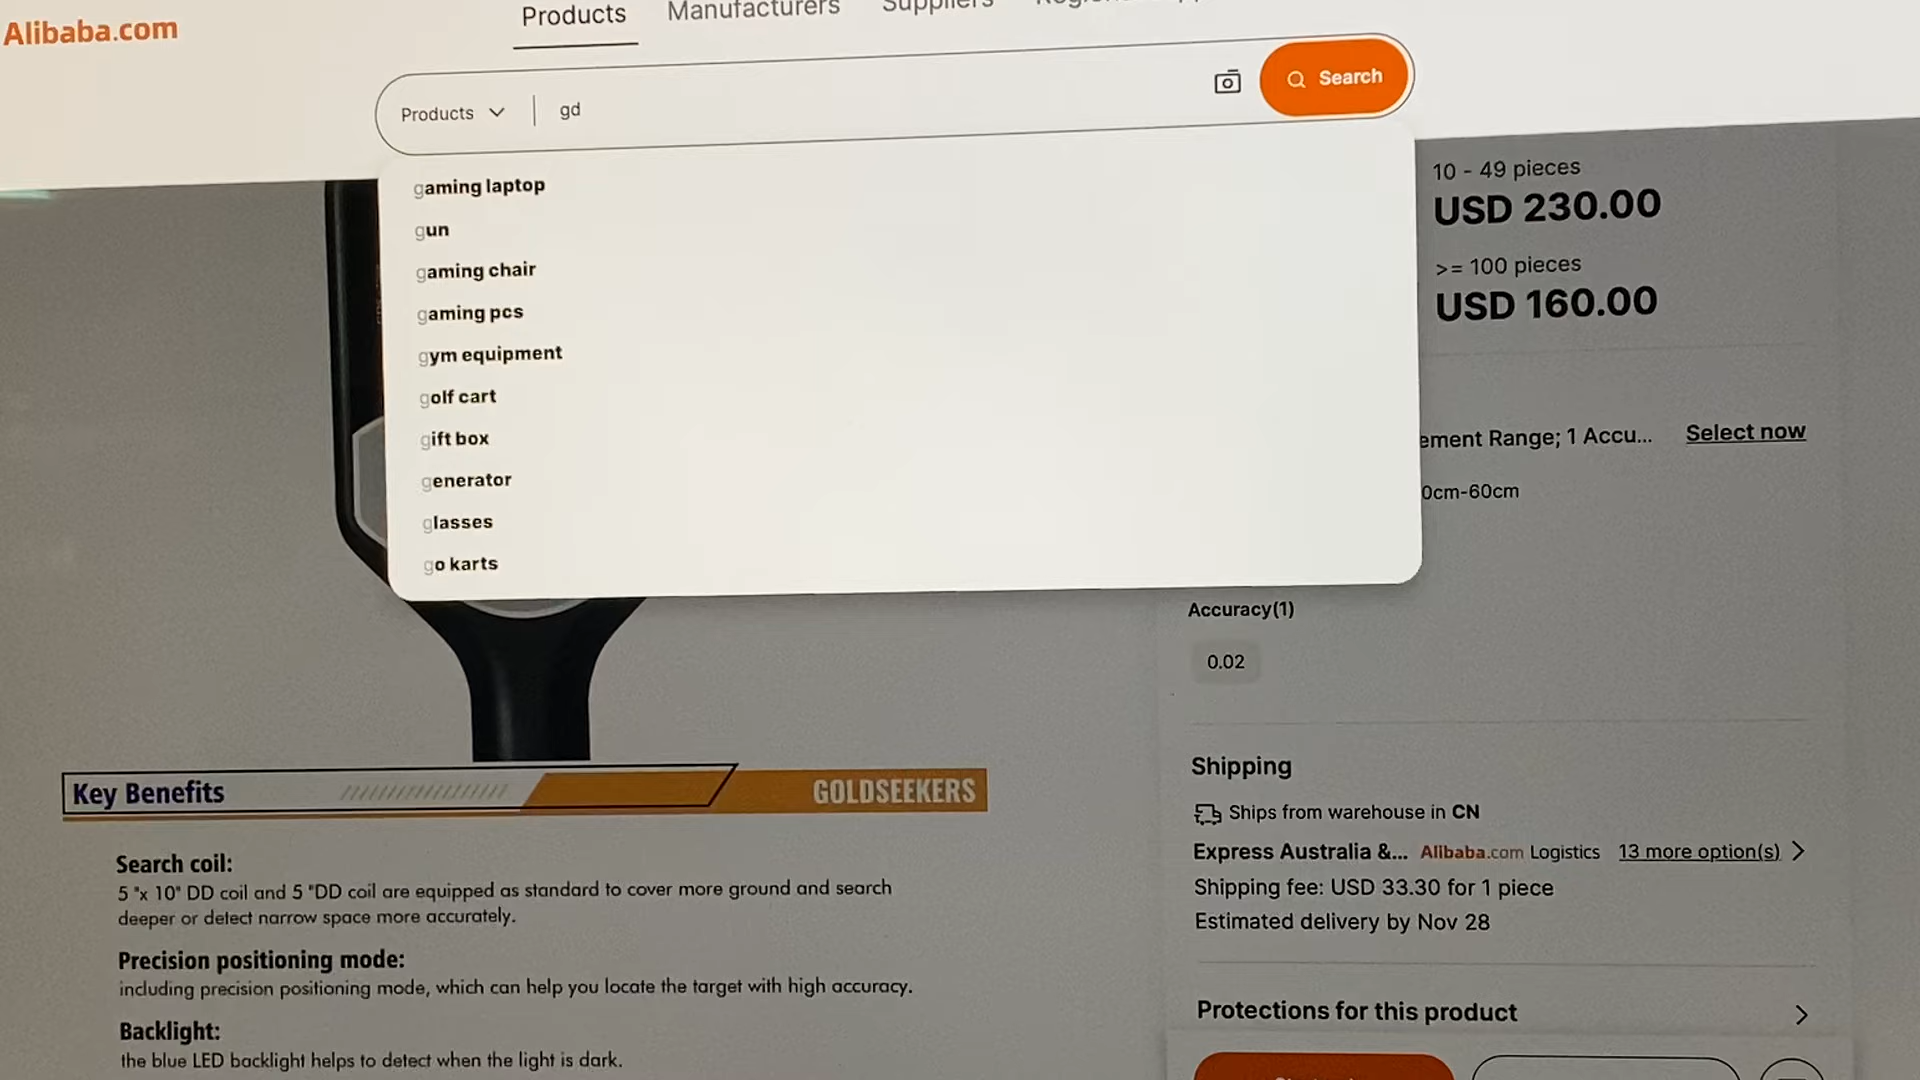 Alibaba.com
Products Manufacturers Suppliers
Products gd Search
gaming laptop
gun
gaming chair
gaming pcs
gym equipment
golf cart
gift box
generator
glasses
go karts
10 - 49 pieces
USD 230.00
>= 100 pieces
USD 160.00
ement Range; 1 Accu... Select now
0cm-60cm
Accuracy(1)
0.02
Shipping
Ships from warehouse in CN
Express Australia &... Alibaba.com Logistics 13 more option(s)
Shipping fee: USD 33.30 for 1 piece
Estimated delivery by Nov 28
Protections for this product
Key Benefits GOLDSEEKERS
Search coil:
5 "x 10" DD coil and 5 "DD coil are equipped as standard to cover more ground and search
deeper or detect narrow space more accurately.
Precision positioning mode:
including precision positioning mode, which can help you locate the target with high accuracy.
Backlight:
the blue LED backlight helps to detect when the light is dark.